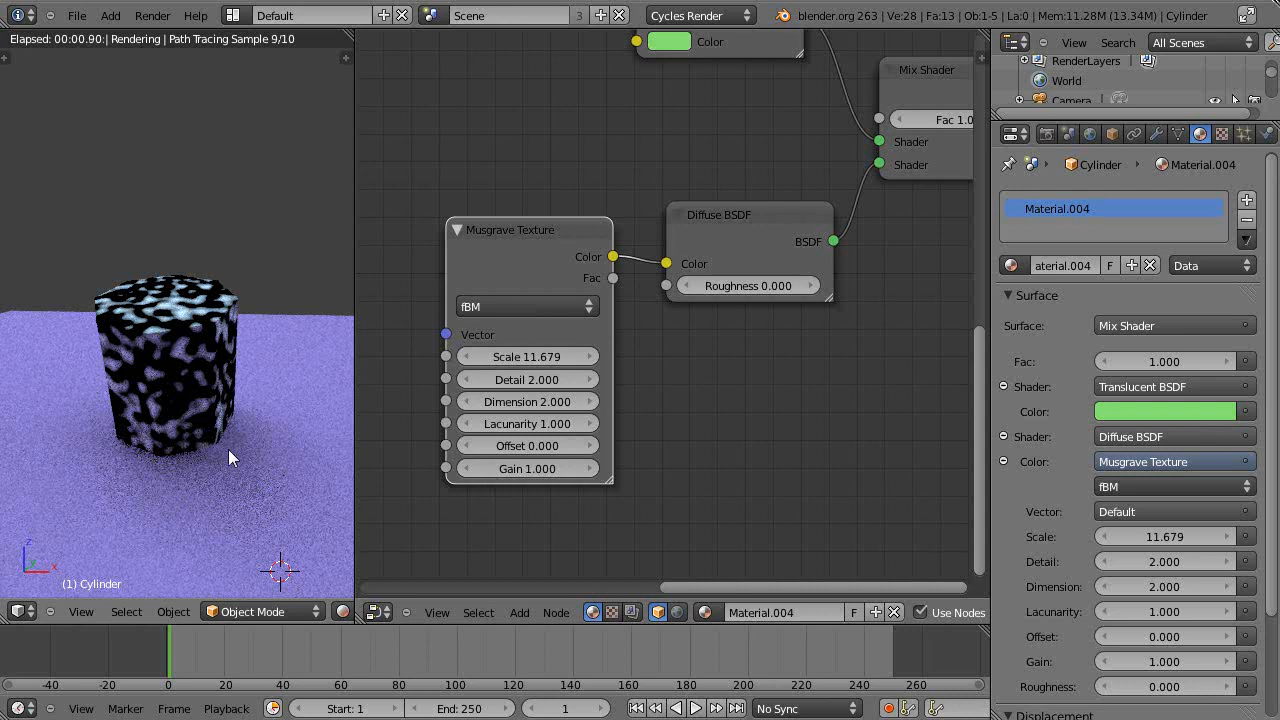 File Add Render Help Default Scene 3 Cycles Render blender.org 263 | Ve:28 | Fa:13 | Ob:1-5 | La:0 | Mem:11.28M (13.34M) | Cylinder
Elapsed: 00:00.90:| Rendering | Path Tracing Sample 9/10
(1) Cylinder
z
y
x
View Select Object Object Mode
Color
Mix Shader
Fac 1.0
Shader
Shader
Musgrave Texture
Color
Fac
fBM
Vector
Scale 11.679
Detail 2.000
Dimension 2.000
Lacunarity 1.000
Offset 0.000
Gain 1.000
Diffuse BSDF
BSDF
Color
Roughness 0.000
View Select Add Node Material.004 F Use Nodes
View Search All Scenes
RenderLayers
World
Camera
Cylinder Material.004
Material.004
aterial.004 F Data
Surface
Surface: Mix Shader
Fac: 1.000
Shader: Translucent BSDF
Color:
Shader: Diffuse BSDF
Color: Musgrave Texture
fBM
Vector: Default
Scale: 11.679
Detail: 2.000
Dimension: 2.000
Lacunarity: 1.000
Offset: 0.000
Gain: 1.000
Roughness: 0.000
Displacement
-40 -20 0 20 40 60 80 100 120 140 160 180 200 220 240 260
View Marker Frame Playback Start: 1 End: 250 1 No Sync